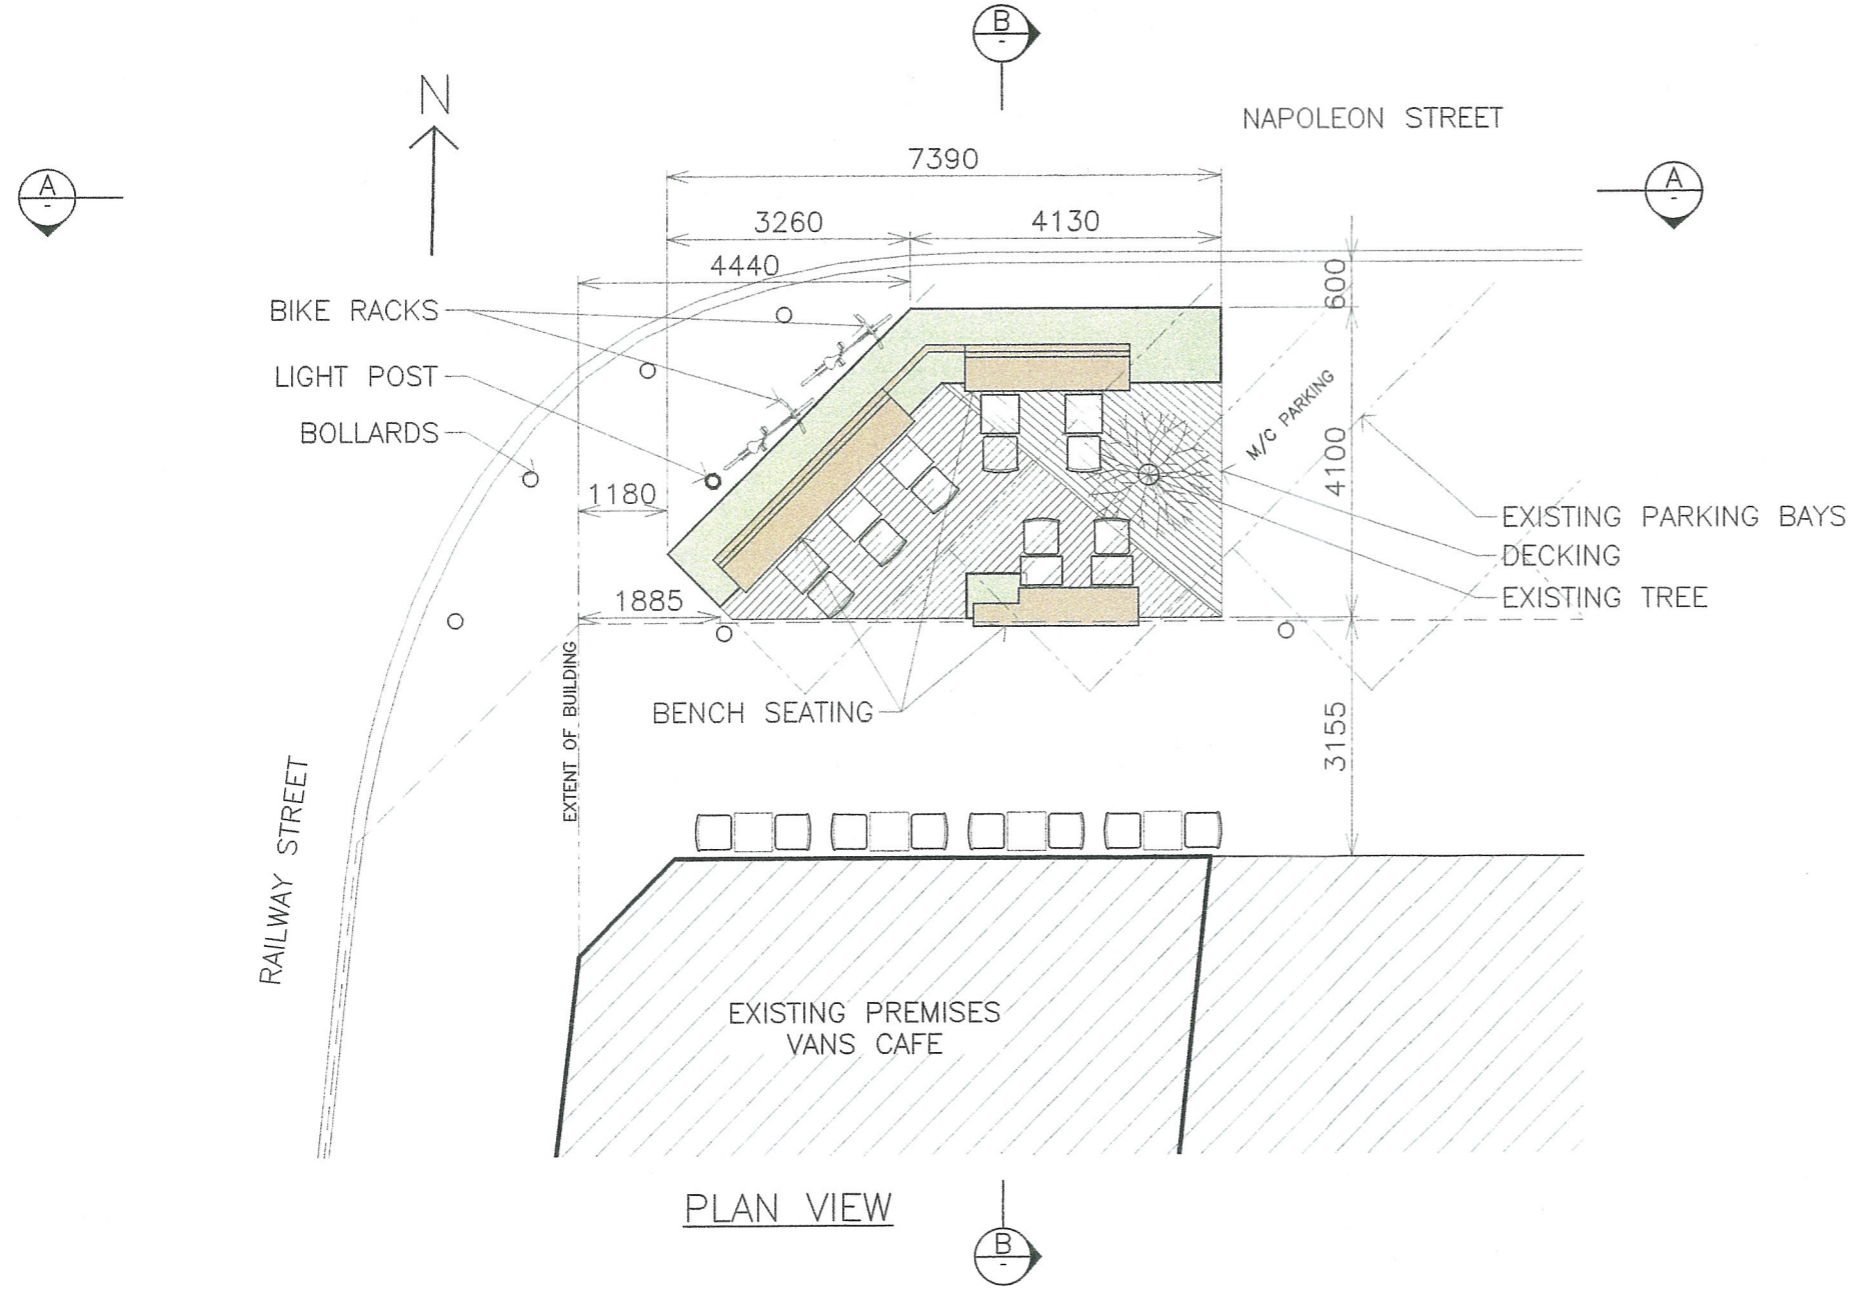 B
-
N
NAPOLEON STREET
7390
A
-
A
-
3260
4130
4440
600
BIKE RACKS
LIGHT POST
M/C PARKING
BOLLARDS
4100
1180
EXISTING PARKING BAYS
DECKING
EXISTING TREE
1885
EXTENT OF BUILDING
BENCH SEATING
3155
RAILWAY STREET
EXISTING PREMISES
VANS CAFE
PLAN VIEW
B
-